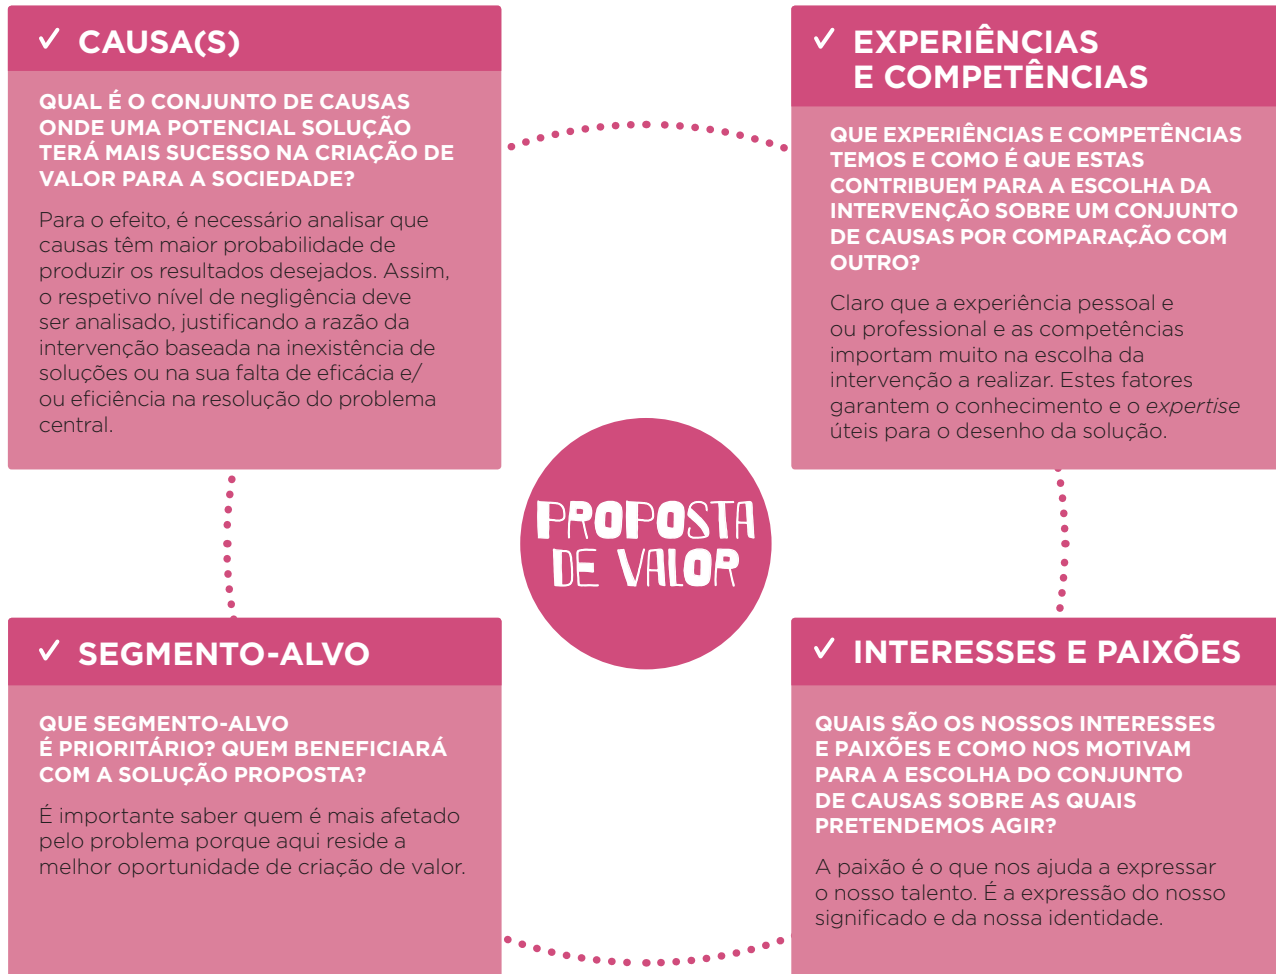 ✓ CAUSA(S)
QUAL É O CONJUNTO DE CAUSAS
ONDE UMA POTENCIAL SOLUÇÃO
TERÁ MAIS SUCESSO NA CRIAÇÃO DE
VALOR PARA A SOCIEDADE?
Para o efeito, é necessário analisar que
causas têm maior probabilidade de
produzir os resultados desejados. Assim,
o respetivo nível de negligência deve
ser analisado, justificando a razão da
intervenção baseada na inexistência de
soluções ou na sua falta de eficácia e/
ou eficiência na resolução do problema
central.
✓ EXPERIÊNCIAS
E COMPETÊNCIAS
QUE EXPERIÊNCIAS E COMPETÊNCIAS
TEMOS E COMO É QUE ESTAS
CONTRIBUEM PARA A ESCOLHA DA
INTERVENÇÃO SOBRE UM CONJUNTO
DE CAUSAS POR COMPARAÇÃO COM
OUTRO?
Claro que a experiência pessoal e
ou professional e as competências
importam muito na escolha da
intervenção a realizar. Estes fatores
garantem o conhecimento e o expertise
úteis para o desenho da solução.
PROPOSTA
DE VALOR
✓ SEGMENTO-ALVO
QUE SEGMENTO-ALVO
É PRIORITÁRIO? QUEM BENEFICIARÁ
COM A SOLUÇÃO PROPOSTA?
É importante saber quem é mais afetado
pelo problema porque aqui reside a
melhor oportunidade de criação de valor.
✓ INTERESSES E PAIXÕES
QUAIS SÃO OS NOSSOS INTERESSES
E PAIXÕES E COMO NOS MOTIVAM
PARA A ESCOLHA DO CONJUNTO
DE CAUSAS SOBRE AS QUAIS
PRETENDEMOS AGIR?
A paixão é o que nos ajuda a expressar
o nosso talento. É a expressão do nosso
significado e da nossa identidade.